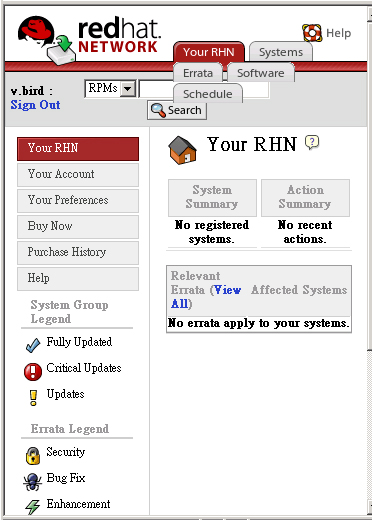 redhat.
NETWORK
Help
Your RHN
Systems
Errata
Software
Schedule
v.bird :
RPMs
Sign Out
Search
Your RHN
Your Account
Your Preferences
Buy Now
Purchase History
Help
System Group
Legend
Fully Updated
Critical Updates
Updates
Errata Legend
Security
Bug Fix
Enhancement
Your RHN ?
System
Summary
Action
Summary
No registered
systems.
No recent
actions.
Relevant
Errata (View
All)
Affected Systems
No errata apply to your systems.